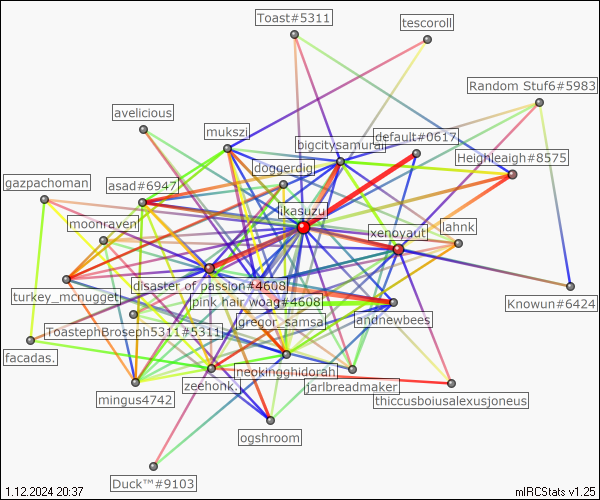 Toast#5311
tescoroll
Random Stuf6#5983
avelicious
mukszi
default#0617
bigcitysamurai
Heighleaigh#8575
doggerdig
gazpachoman
asad#6947
ikasuzu
moonraven
xenoyaut
lahnk
disaster of passion#4608
turkey_mcnugget
pink hair_woag#4608
Knowun#6424
gregor_samsa
andnewbees
ToastephBroseph5311#5311
facadas.
neokingghidorah
zeehonk.
jarlbreadmaker
mingus4742
thiccusboiusalexusjoneus
ogshroom
Duck™#9103
1.12.2024 20:37
mIRCStats v1.25